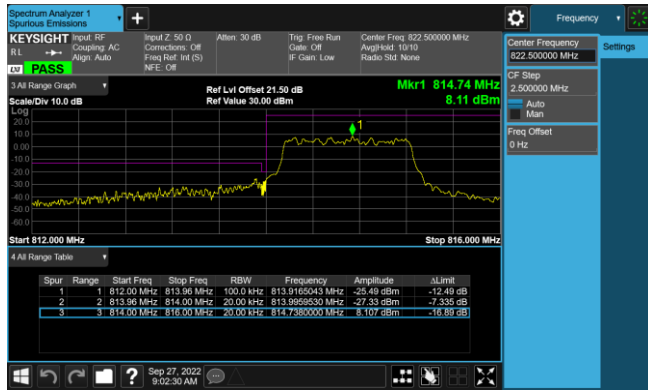 Spectrum Analyzer 1
Spurious Emissions
Frequency
KEYSIGHT Input: RF Input Z: 50 Ω Atten: 30 dB Trig: Free Run Center Freq: 822.500000 MHz
R L Coupling: AC Corrections: Off Gate: Off Avg|Hold: 10/10
Align: Auto Freq Ref: Int (S) IF Gain: Low Radio Std: None
LXI PASS NFE: Off
Center Frequency
822.500000 MHz
Settings
CF Step
2.500000 MHz
Auto
Man
Freq Offset
0 Hz
3 All Range Graph
Ref Lvl Offset 21.50 dB Mkr1 814.74 MHz
Scale/Div 10.0 dB Ref Value 30.00 dBm 8.11 dBm
Log
20.0
10.0
0.00
-10.0
-20.0
-30.0
-40.0
-50.0
-60.0
1
Start 812.000 MHz Stop 816.000 MHz
4 All Range Table
Spur Range Start Freq Stop Freq RBW Frequency Amplitude ΔLimit
1 1 812.00 MHz 813.96 MHz 100.0 kHz 813.9165043 MHz -25.49 dBm -12.49 dB
2 2 813.96 MHz 814.00 MHz 20.00 kHz 813.9959530 MHz -27.33 dBm -7.335 dB
3 3 814.00 MHz 816.00 MHz 20.00 kHz 814.7380000 MHz 8.107 dBm -16.89 dB
Sep 27, 2022
9:02:30 AM